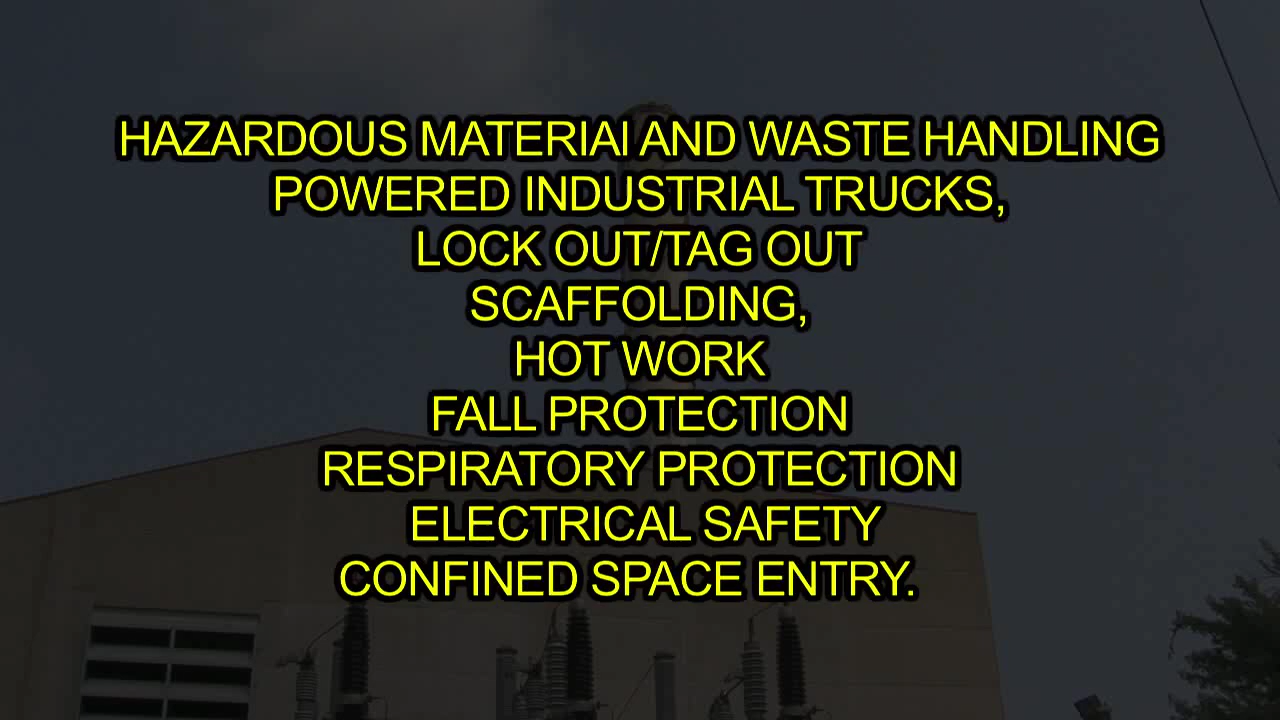 HAZARDOUS MATERIAl AND WASTE HANDLING
POWERED INDUSTRIAL TRUCKS,
LOCK OUT/TAG OUT
SCAFFOLDING,
HOT WORK
FALL PROTECTION
RESPIRATORY PROTECTION
ELECTRICAL SAFETY
CONFINED SPACE ENTRY.